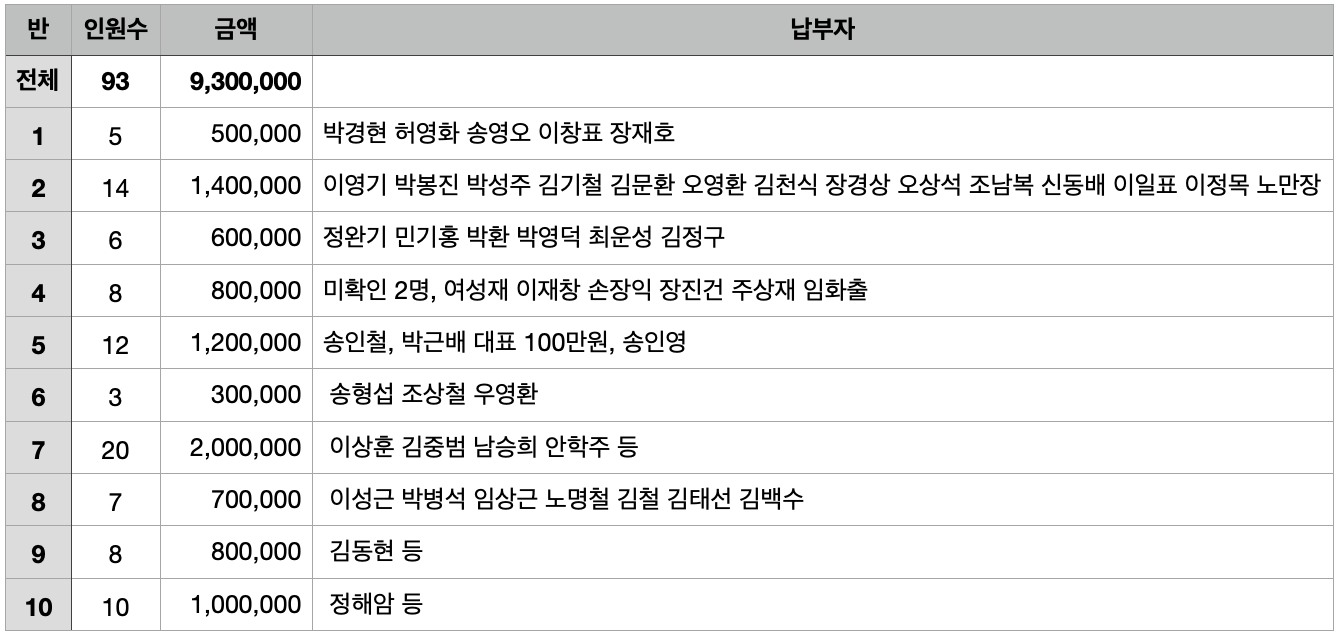 반 인원수 금액 납부자
전체 93 9,300,000
1 5 500,000 박경현 허영화 송영오 이창표 장재호
2 14 1,400,000 이영기 박봉진 박성주 김기철 김문환 오영환 김천식 장경상 오상석 조남복 신동배 이일표 이정목 노만장
3 6 600,000 정완기 민기홍 박환 박영덕 최운성 김정구
4 8 800,000 미확인 2명, 여성재 이재창 손장익 장진건 주상재 임화출
5 12 1,200,000 송인철, 박근배 대표 100만원, 송인영
6 3 300,000 송형섭 조상철 우영환
7 20 2,000,000 이상훈 김중범 남승희 안학주 등
8 7 700,000 이성근 박병석 임상근 노명철 김철 김태선 김백수
9 8 800,000 김동현 등
10 10 1,000,000 정해암 등